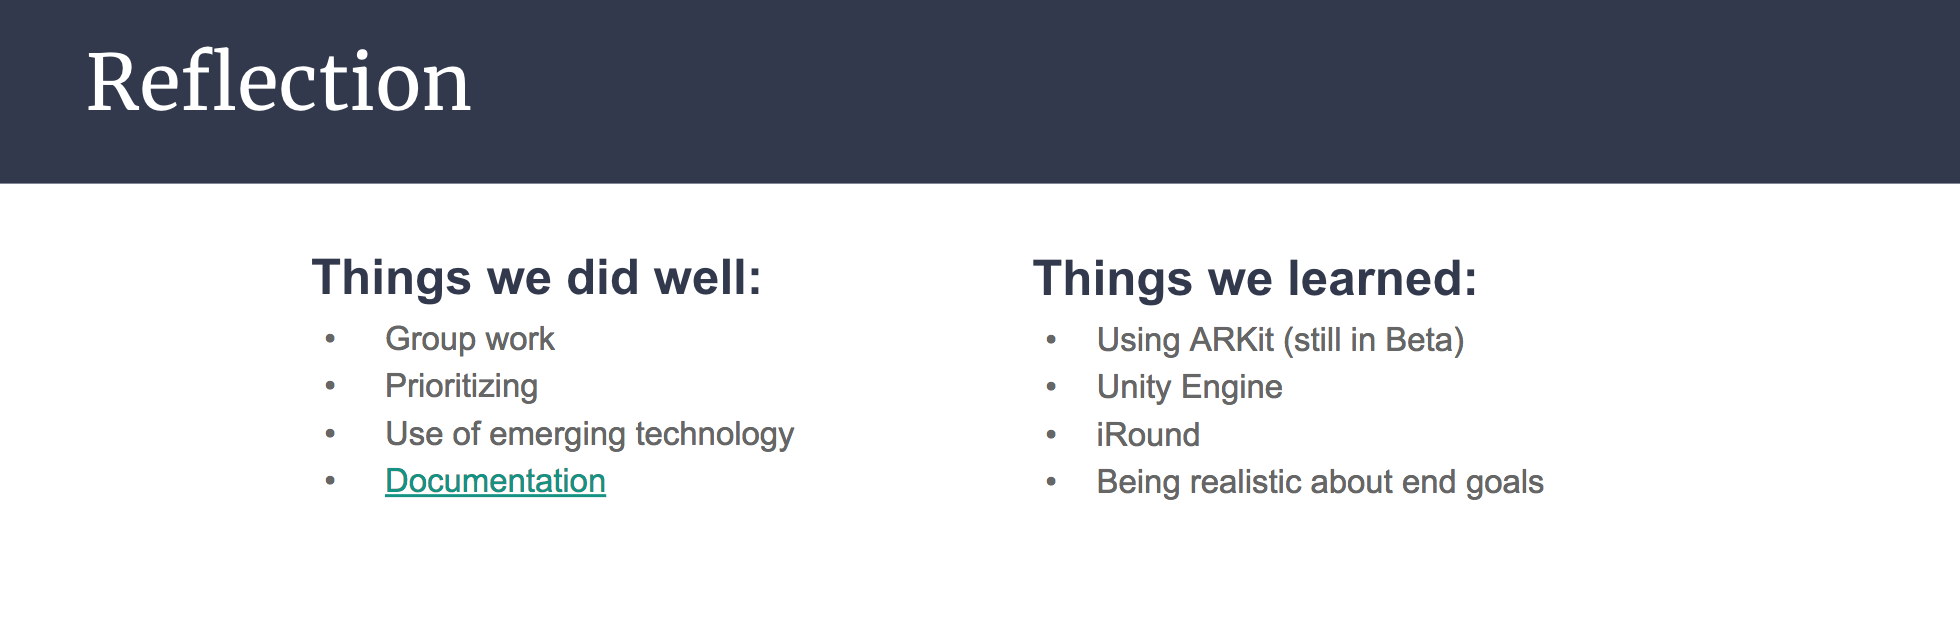 Reflection
Things we did well:
• Group work
• Prioritizing
• Use of emerging technology
• Documentation
Things we learned:
• Using ARKit (still in Beta)
• Unity Engine
• iRound
• Being realistic about end goals